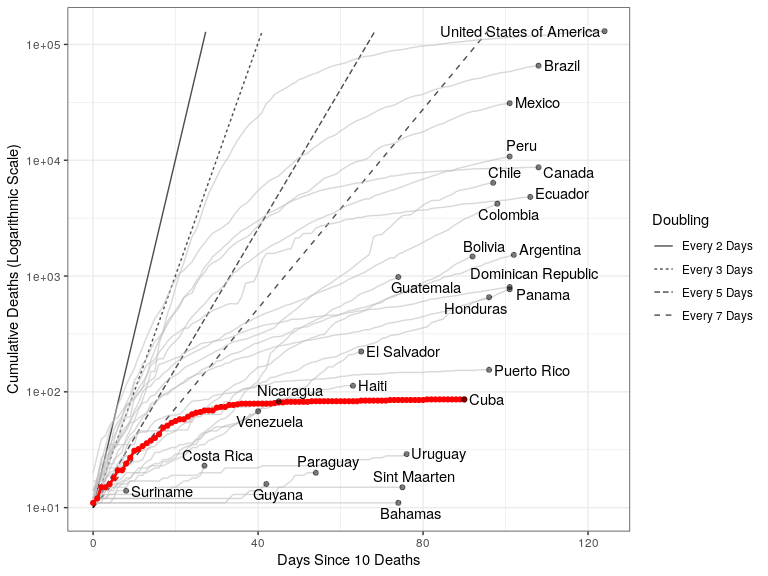 United States of America
1e+05
Brazil
Mexico
Peru
1e+04
Chile
Canada
Ecuador
Colombia
Doubling
Bolivia
Argentina
Every 2 Days
Every 3 Days
Every 5 Days
Every 7 Days
1e+03
Dominican Republic
Guatemala
Panama
Honduras
El Salvador
Puerto Rico
Haiti
Nicaragua
1e+02
Cuba
Venezuela
Costa Rica
Uruguay
Paraguay
Sint Maarten
Suriname
Guyana
1e+01
Bahamas
0
40
80
120
Days Since 10 Deaths
Cumulative Deaths (Logarithmic Scale)